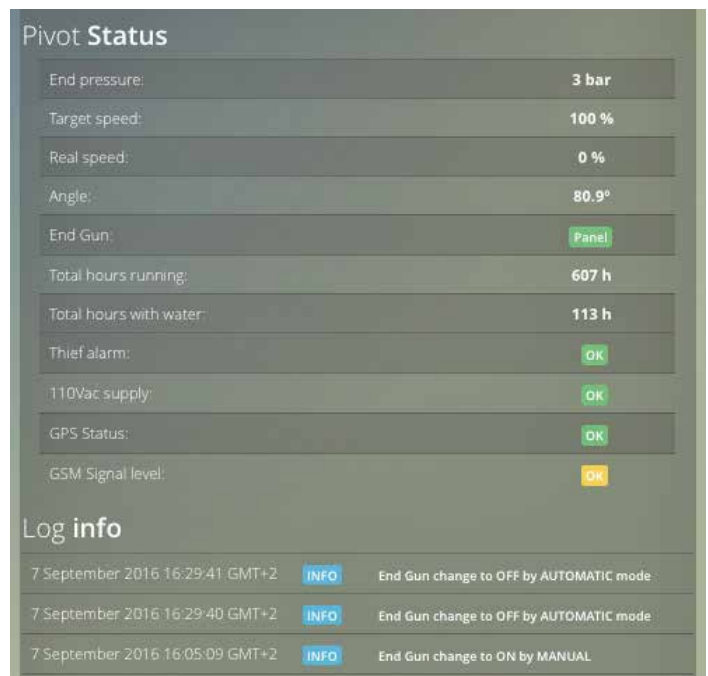 Pivot Status
End pressure: 3 bar
Target speed: 100 %
Real speed: 0 %
Angle: 80.9º
End Gun: Panel
Total hours running: 607 h
Total hours with water: 113 h
Thief alarm: OK
110Vac supply: OK
GPS Status: OK
GSM Signal level: OK
Log info
7 September 2016 16:29:41 GMT+2 INFO End Gun change to OFF by AUTOMATIC mode
7 September 2016 16:29:40 GMT+2 INFO End Gun change to OFF by AUTOMATIC mode
7 September 2016 16:05:09 GMT+2 INFO End Gun change to ON by MANUAL